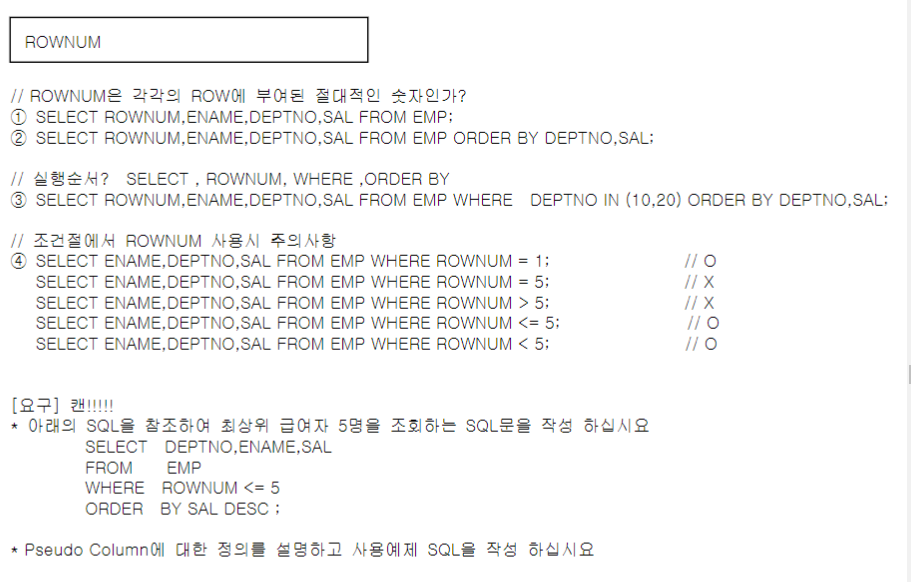 ROWNUM
// ROWNUM은 각각의 ROW에 부여된 절대적인 숫자인가?
① SELECT ROWNUM,ENAME,DEPTNO,SAL FROM EMP;
② SELECT ROWNUM,ENAME,DEPTNO,SAL FROM EMP ORDER BY DEPTNO,SAL;
// 실행순서? SELECT , ROWNUM, WHERE ,ORDER BY
③ SELECT ROWNUM,ENAME,DEPTNO,SAL FROM EMP WHERE DEPTNO IN (10,20) ORDER BY DEPTNO,SAL;
// 조건절에서 ROWNUM 사용시 주의사항
④ SELECT ENAME,DEPTNO,SAL FROM EMP WHERE ROWNUM = 1; // O
SELECT ENAME,DEPTNO,SAL FROM EMP WHERE ROWNUM = 5; // X
SELECT ENAME,DEPTNO,SAL FROM EMP WHERE ROWNUM > 5; // X
SELECT ENAME,DEPTNO,SAL FROM EMP WHERE ROWNUM <= 5; // O
SELECT ENAME,DEPTNO,SAL FROM EMP WHERE ROWNUM < 5; // O
[요구] 캔!!!!!
* 아래의 SQL을 참조하여 최상위 급여자 5명을 조회하는 SQL문을 작성 하십시요
SELECT DEPTNO,ENAME,SAL
FROM EMP
WHERE ROWNUM <= 5
ORDER BY SAL DESC ;
* Pseudo Column에 대한 정의를 설명하고 사용예제 SQL을 작성 하십시요